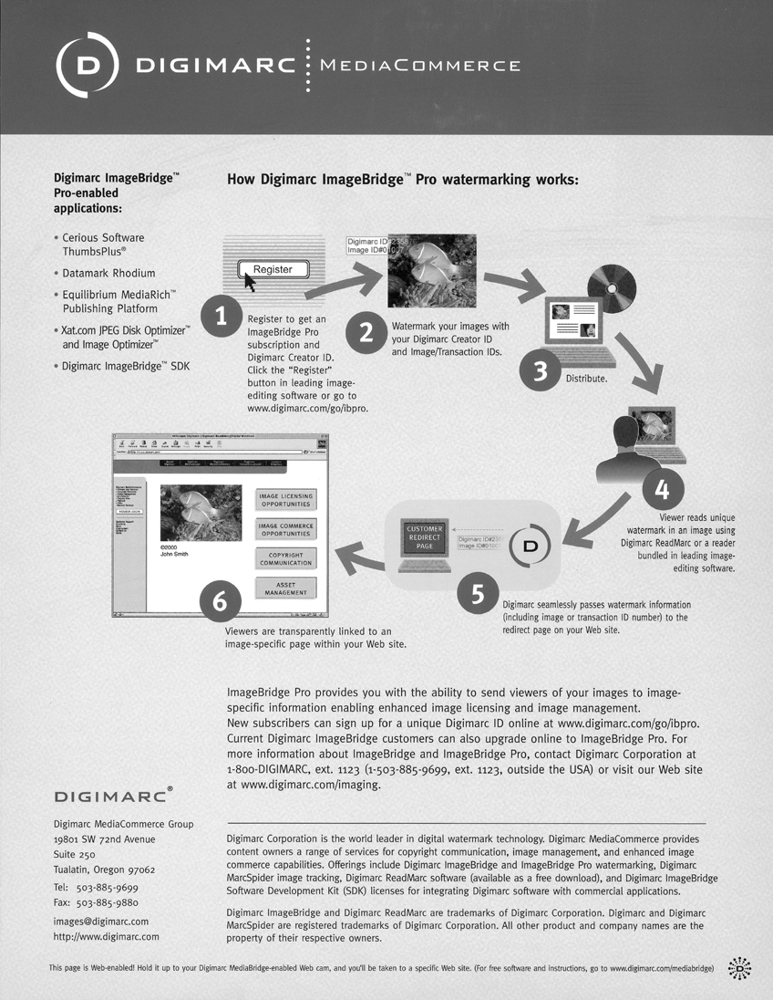 DIGIMARC MEDIACOMMERCE
Digimarc ImageBridge™
Pro-enabled
applications:
• Cerious Software
ThumbsPlus®
• Datamark Rhodium
• Equilibrium MediaRich™
Publishing Platform
• Xat.com JPEG Disk Optimizer™
and Image Optimizer™
• Digimarc ImageBridge™ SDK
How Digimarc ImageBridge™ Pro watermarking works:
Register
1
Register to get an
ImageBridge Pro
subscription and
Digimarc Creator ID.
Click the “Register”
button in leading image-
editing software or go to
www.digimarc.com/go/ibpro.
Digimarc ID
Image ID
2
Watermark your images with
your Digimarc Creator ID
and Image/Transaction IDs.
3
Distribute.
4
Viewer reads unique
watermark in an image using
Digimarc ReadMarc or a reader
bundled in leading image-
editing software.
CUSTOMER
REDIRECT
PAGE
Digimarc
Image
D
5
Digimarc seamlessly passes watermark information
(including image or transaction ID number) to the
redirect page on your Web site.
©2000
John Smith
IMAGE LICENSING
OPPORTUNITIES
IMAGE COMMERCE
OPPORTUNITIES
COPYRIGHT
COMMUNICATION
ASSET
MANAGEMENT
6
Viewers are transparently linked to an
image-specific page within your Web site.
ImageBridge Pro provides you with the ability to send viewers of your images to image-
specific information enabling enhanced image licensing and image management.
New subscribers can sign up for a unique Digimarc ID online at www.digimarc.com/go/ibpro.
Current Digimarc ImageBridge customers can also upgrade online to ImageBridge Pro. For
more information about ImageBridge and ImageBridge Pro, contact Digimarc Corporation at
1-800-DIGIMARC, ext. 1123 (1-503-885-9699, ext. 1123, outside the USA) or visit our Web site
at www.digimarc.com/imaging.
DIGIMARC®
Digimarc MediaCommerce Group
19801 SW 72nd Avenue
Suite 250
Tualatin, Oregon 97062
Tel: 503-885-9699
Fax: 503-885-9880
images@digimarc.com
http://www.digimarc.com
Digimarc Corporation is the world leader in digital watermark technology. Digimarc MediaCommerce provides
content owners a range of services for copyright communication, image management, and enhanced image
commerce capabilities. Offerings include Digimarc ImageBridge and ImageBridge Pro watermarking, Digimarc
MarcSpider image tracking, Digimarc ReadMarc software (available as a free download), and Digimarc ImageBridge
Software Development Kit (SDK) licenses for integrating Digimarc software with commercial applications.
Digimarc ImageBridge and Digimarc ReadMarc are trademarks of Digimarc Corporation. Digimarc and Digimarc
MarcSpider are registered trademarks of Digimarc Corporation. All other product and company names are the
property of their respective owners.
This page is Web-enabled! Hold it up to your Digimarc MediaBridge-enabled Web cam, and you'll be taken to a specific Web site. (For free software and instructions, go to www.digimarc.com/mediabridge)
D